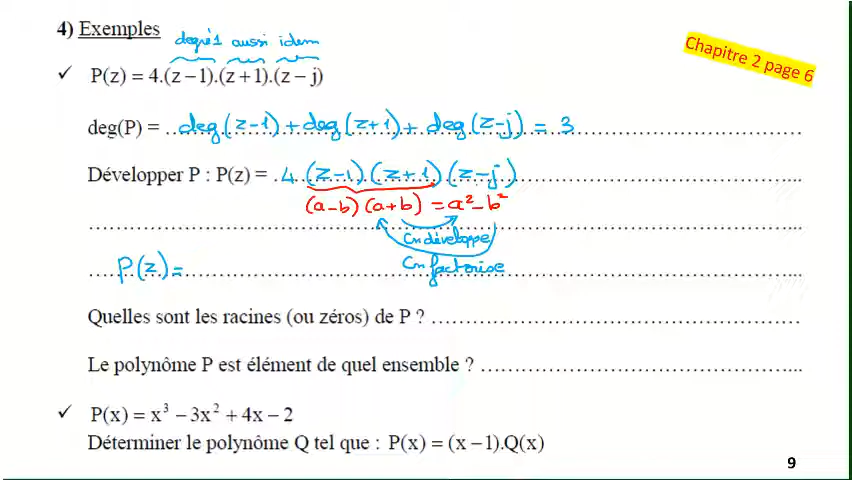 4) Exemples
degré 1 aussi idem
Chapitre 2 page 6
✓ P(z) = 4.(z − 1).(z + 1).(z − j)
deg(P) = ... deg(z-1) + deg(z+1) + deg(z-j) = 3 ...
Développer P : P(z) = . 4 (z-1) (z+1) (z-j) ...
(a-b) (a+b) = a² - b²
On développe
On factorise
P(z) =
Quelles sont les racines (ou zéros) de P ? ...
Le polynôme P est élément de quel ensemble ? ...
✓ P(x) = x³ − 3x² + 4x − 2
Déterminer le polynôme Q tel que : P(x) = (x − 1).Q(x)
9